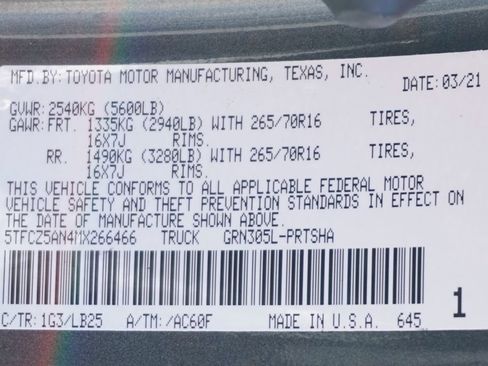 MFD.BY:TOYOTA MOTOR MANUFACTURING, TEXAS, INC.
DATE:03/21
GVWR:2540KG (5600LB)
GAWR:FRT. 1335KG (2940LB) WITH 265/70R16 TIRES,
16X7J RIMS.
RR. 1490KG (3280LB) WITH 265/70R16 TIRES,
16X7J RIMS.
THIS VEHICLE CONFORMS TO ALL APPLICABLE FEDERAL MOTOR
VEHICLE SAFETY AND THEFT PREVENTION STANDARDS IN EFFECT ON
THE DATE OF MANUFACTURE SHOWN ABOVE.
5TFCZ5AN4MX266466 TRUCK GRN305L-PRTSHA
1
C/TR:1G3/LB25 A/TM:/AC60F MADE IN U.S.A. 645